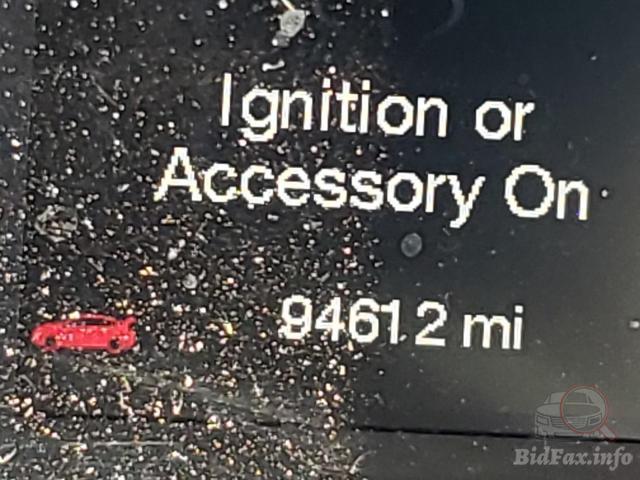 Ignition or
Accessory On
94612 mi
BidFax.info